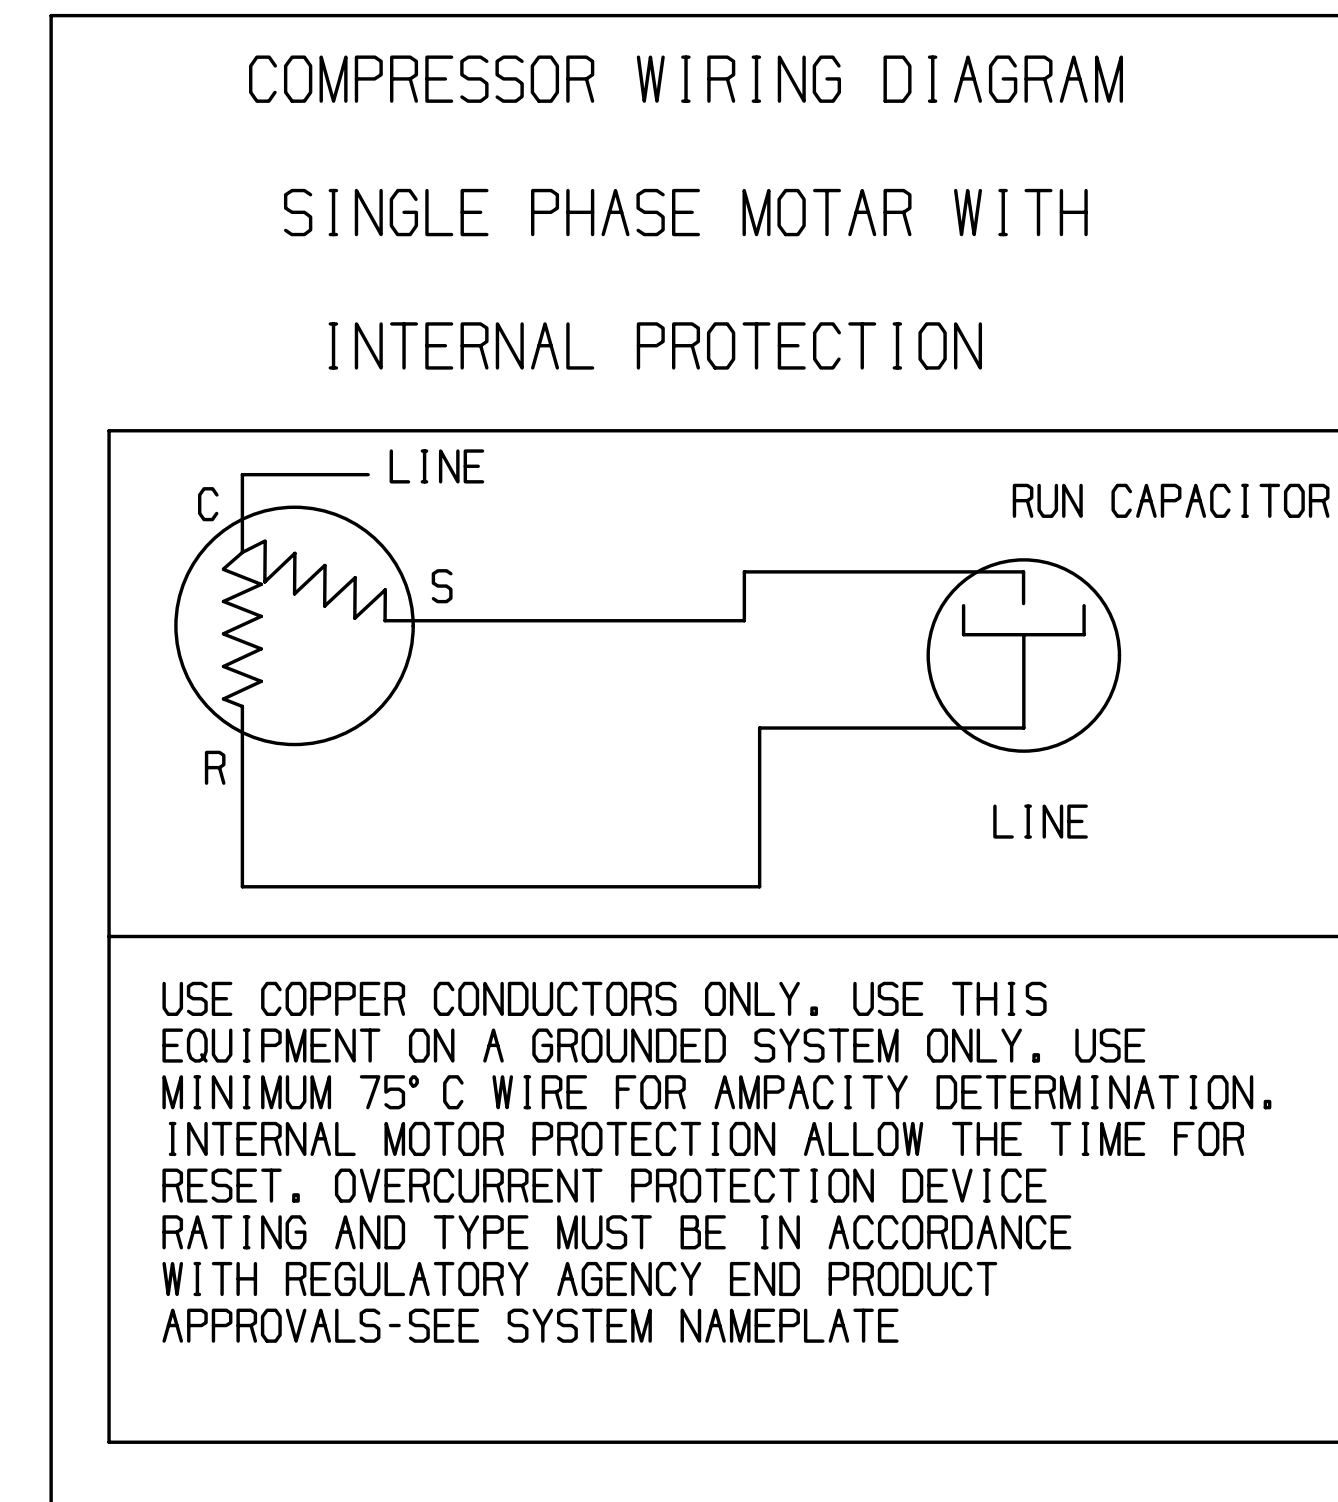 COMPRESSOR WIRING DIAGRAM
SINGLE PHASE MOTAR WITH
INTERNAL PROTECTION
LINE
C
RUN CAPACITOR
S
R
LINE
USE COPPER CONDUCTORS ONLY. USE THIS
EQUIPMENT ON A GROUNDED SYSTEM ONLY. USE
MINIMUM 75° C WIRE FOR AMPACITY DETERMINATION.
INTERNAL MOTOR PROTECTION ALLOW THE TIME FOR
RESET. OVERCURRENT PROTECTION DEVICE
RATING AND TYPE MUST BE IN ACCORDANCE
WITH REGULATORY AGENCY END PRODUCT
APPROVALS-SEE SYSTEM NAMEPLATE